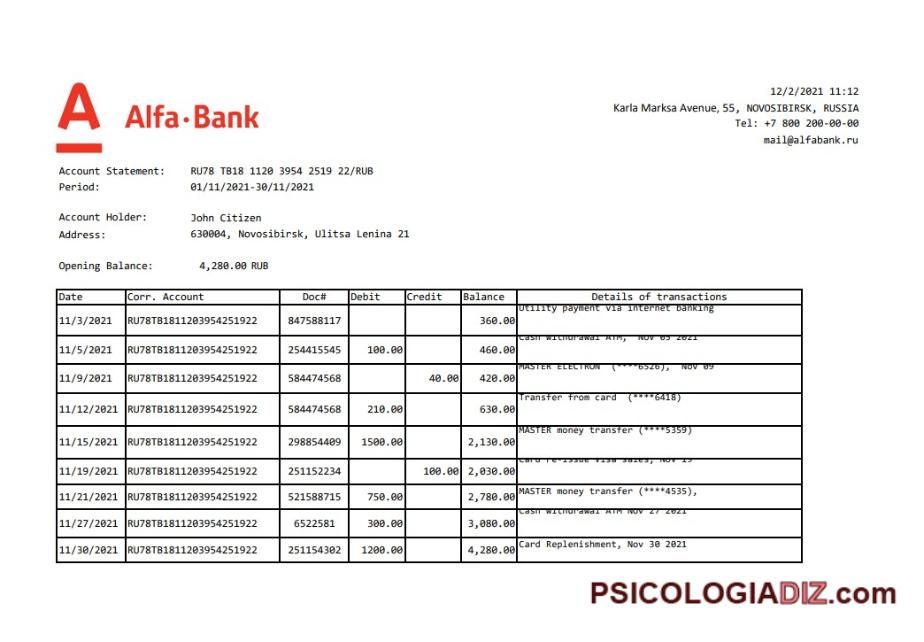 12/2/2021 11:12
A Alfa·Bank
Karla Marksa Avenue, 55, NOVOSIBIRSK, RUSSIA
Tel: +7 800 200-00-00
mail@alfabank.ru
Account Statement: RU78 TB18 1120 3954 2519 22/RUB
Period: 01/11/2021-30/11/2021
Account Holder: John Citizen
Address: 630004, Novosibirsk, Ulitsa Lenina 21
Opening Balance: 4,280.00 RUB
Date Corr. Account Doc# Debit Credit Balance Details of transactions
11/3/2021 RU78TB1811203954251922 847588117 360.00 Utility payment via internet banking
11/5/2021 RU78TB1811203954251922 254415545 100.00 460.00 Cash withdrawal ATM, Nov 05 2021
11/9/2021 RU78TB1811203954251922 584474568 40.00 420.00 MASTER ELECTRON (****6526), Nov 09
11/12/2021 RU78TB1811203954251922 584474568 210.00 630.00 Transfer from card (****6418)
11/15/2021 RU78TB1811203954251922 298854409 1500.00 2,130.00 MASTER money transfer (****5359)
11/19/2021 RU78TB1811203954251922 251152234 100.00 2,030.00 Card re-issue Visa sales, Nov 19
11/21/2021 RU78TB1811203954251922 521588715 750.00 2,780.00 MASTER money transfer (****4535),
11/27/2021 RU78TB1811203954251922 6522581 300.00 3,080.00 Cash withdrawal ATM Nov 27 2021
11/30/2021 RU78TB1811203954251922 251154302 1200.00 4,280.00 Card Replenishment, Nov 30 2021
PSICOLOGIADIZ.com